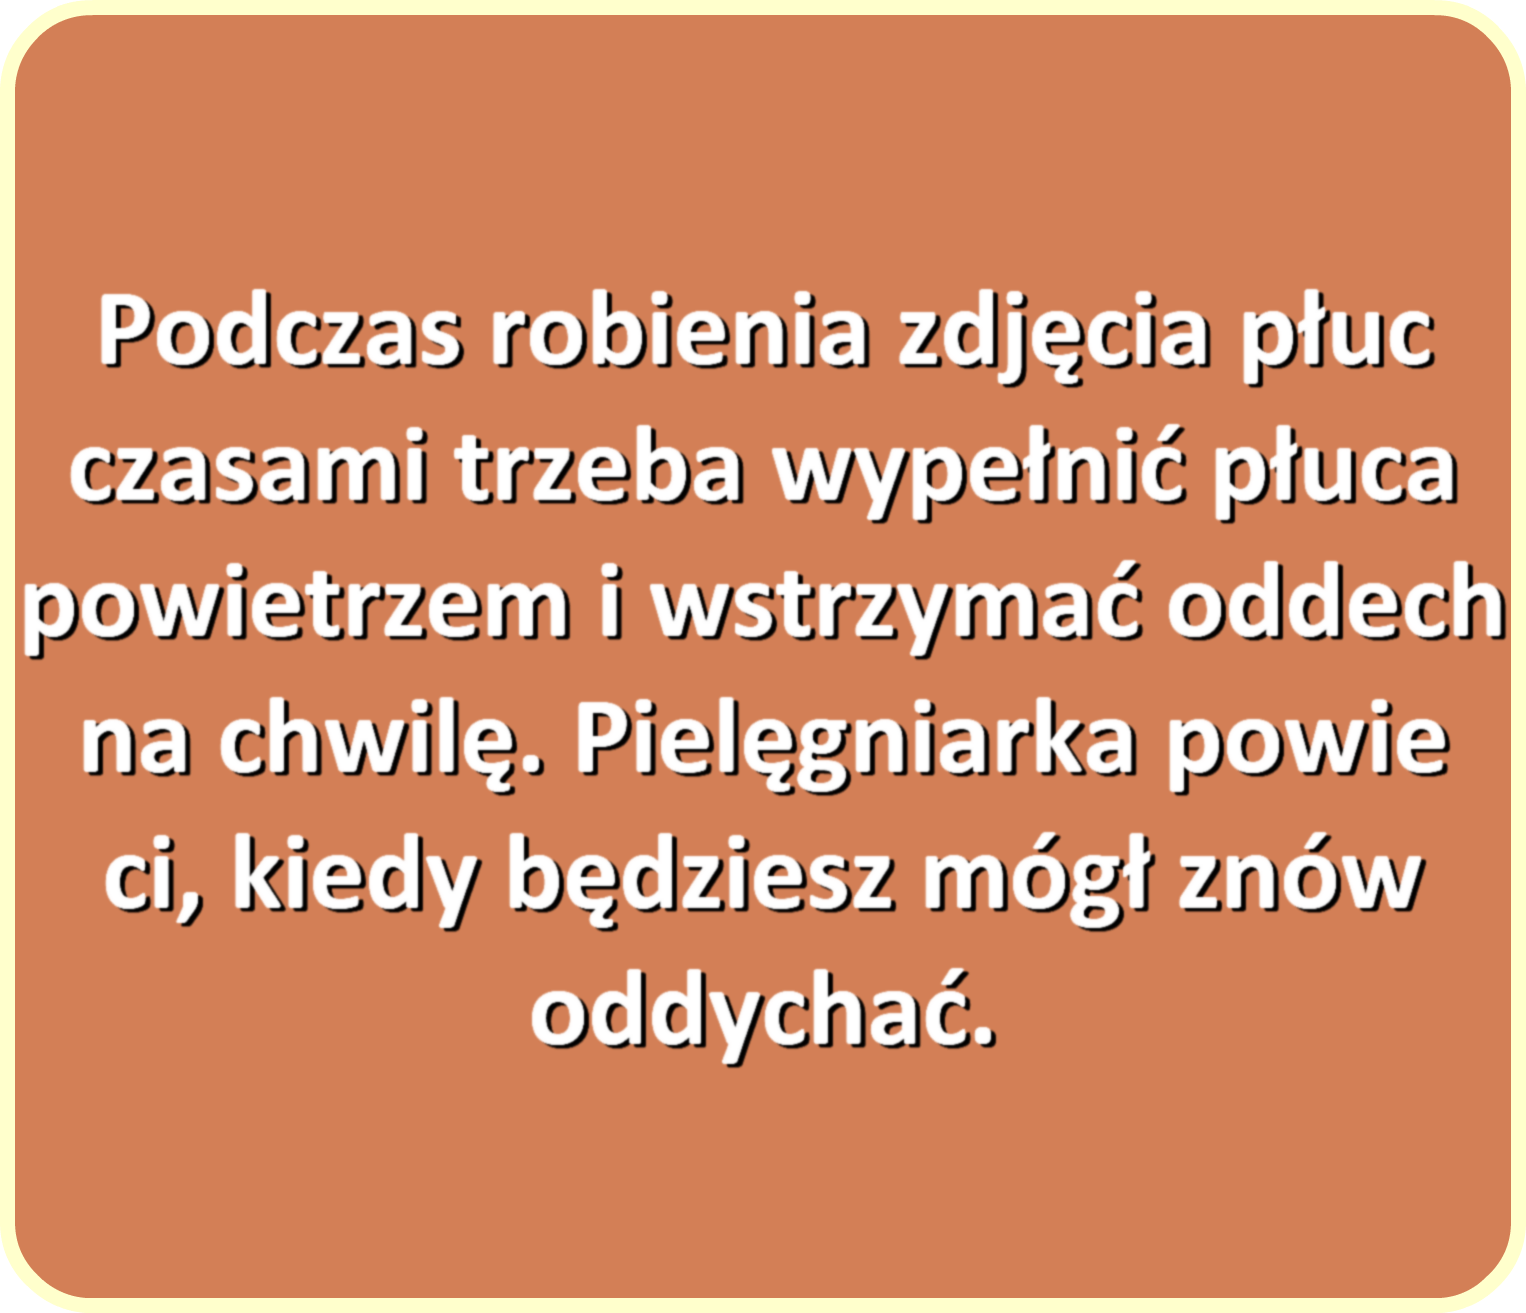 Podczas robienia zdjęcia płuc
czasami trzeba wypełnić płuca
powietrzem i wstrzymać oddech
na chwilę. Pielęgniarka powie
ci, kiedy będziesz mógł znów
oddychać.